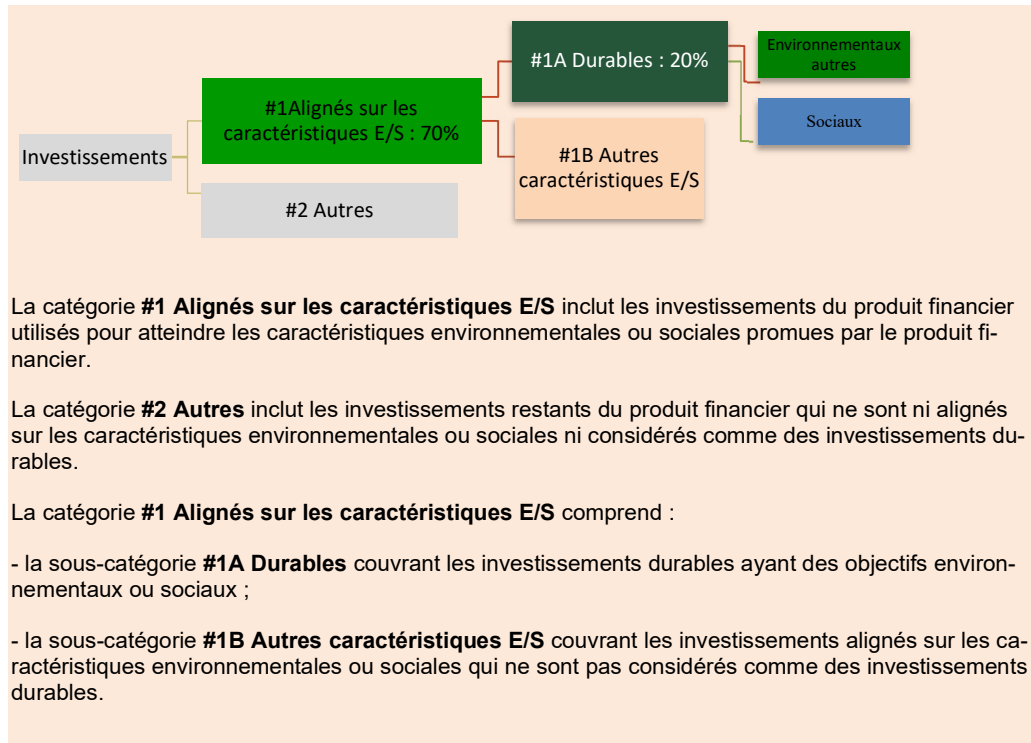 Investissements
#1Alignés sur les
caractéristiques E/S : 70%
#2 Autres
#1A Durables : 20%
#1B Autres
caractéristiques E/S
Environnementaux
autres
Sociaux
La catégorie #1 Alignés sur les caractéristiques E/S inclut les investissements du produit financier
utilisés pour atteindre les caractéristiques environnementales ou sociales promues par le produit fi-
nancier.
La catégorie #2 Autres inclut les investissements restants du produit financier qui ne sont ni alignés
sur les caractéristiques environnementales ou sociales ni considérés comme des investissements du-
rables.
La catégorie #1 Alignés sur les caractéristiques E/S comprend :
- la sous-catégorie #1A Durables couvrant les investissements durables ayant des objectifs environ-
nementaux ou sociaux ;
- la sous-catégorie #1B Autres caractéristiques E/S couvrant les investissements alignés sur les ca-
ractéristiques environnementales ou sociales qui ne sont pas considérés comme des investissements
durables.